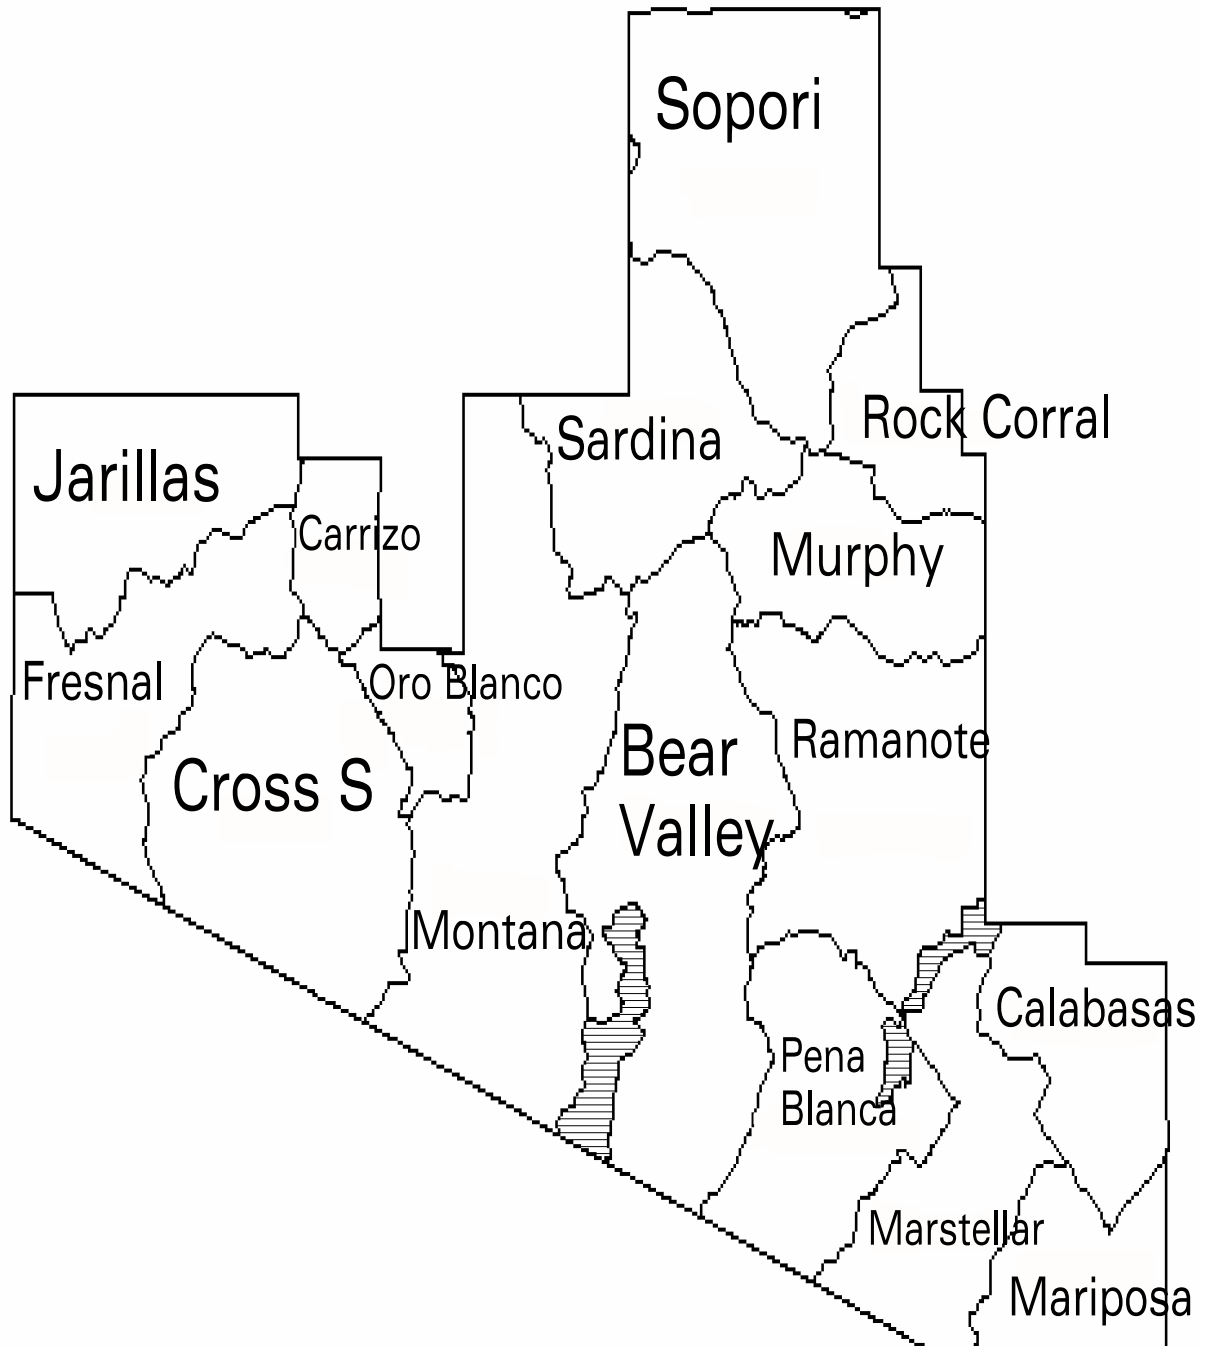 Sopori
Rock Corral
Sardina
Jarillas
Carrizo
Murphy
Fresnal
Oro Blanco
Ramanote
Bear
Valley
Cross S
Montana
Calabasas
Pena
Blanca
Marstellar
Mariposa